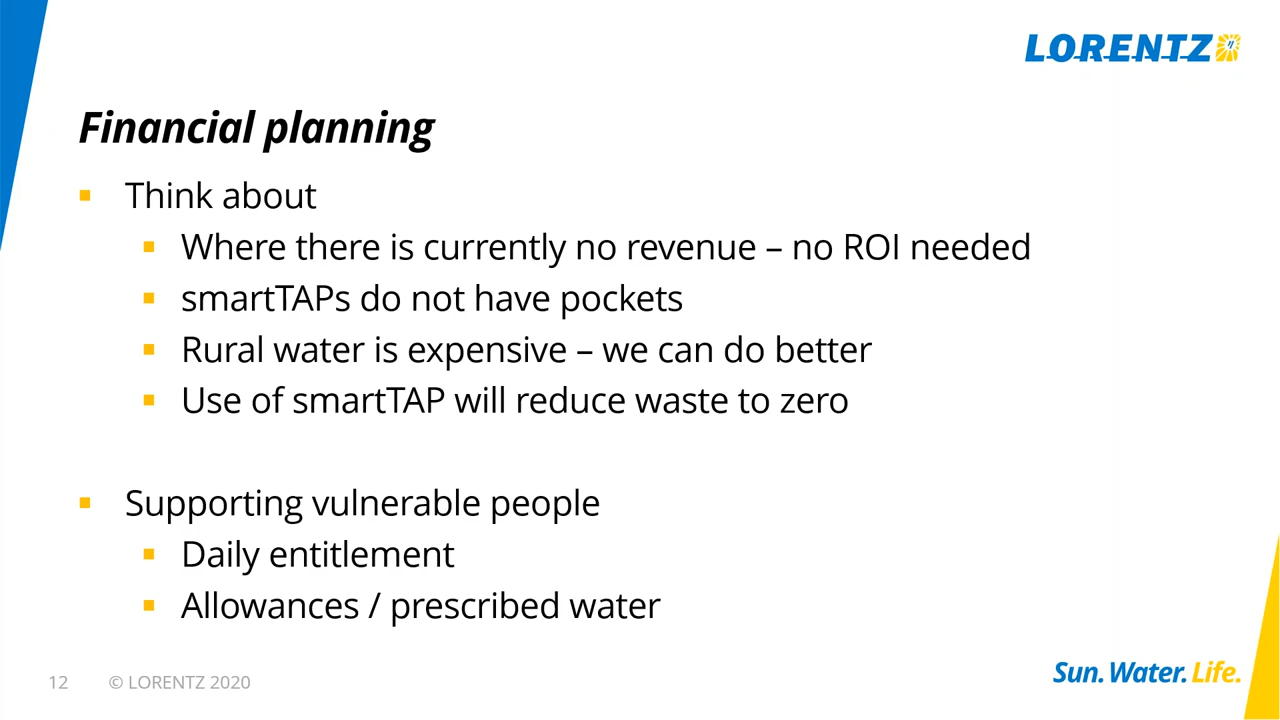 LORENTZ
Financial planning
Think about
Where there is currently no revenue – no ROI needed
smartTAPs do not have pockets
Rural water is expensive – we can do better
Use of smartTAP will reduce waste to zero
Supporting vulnerable people
Daily entitlement
Allowances / prescribed water
12 © LORENTZ 2020
Sun. Water. Life.